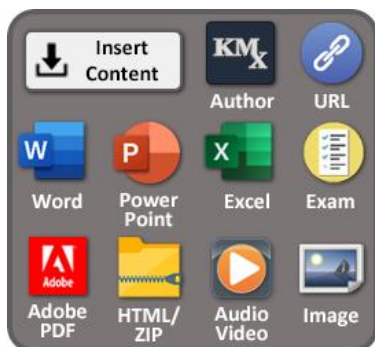 Insert
Content
KMX
Author
URL
W
Word
P
Power
Point
X
Excel
Exam
Adobe
Adobe
PDF
HTML/
ZIP
Audio
Video
Image